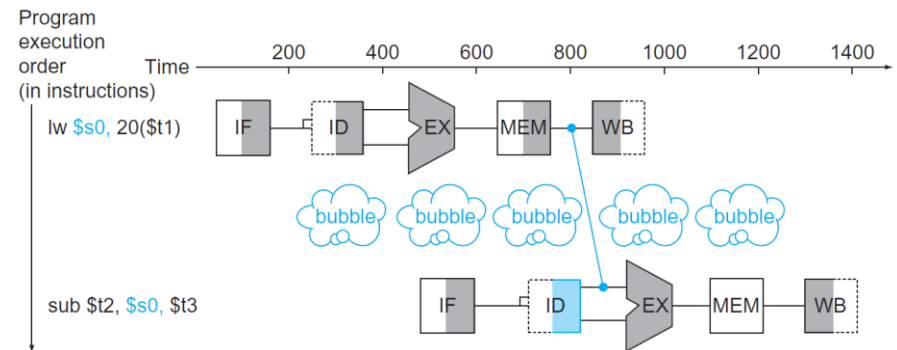 Program
execution
order
(in instructions)
Time
200 400 600 800 1000 1200 1400
lw $s0, 20($t1)
IF ID EX MEM WB
bubble bubble bubble bubble bubble
sub $t2, $s0, $t3
IF ID EX MEM WB